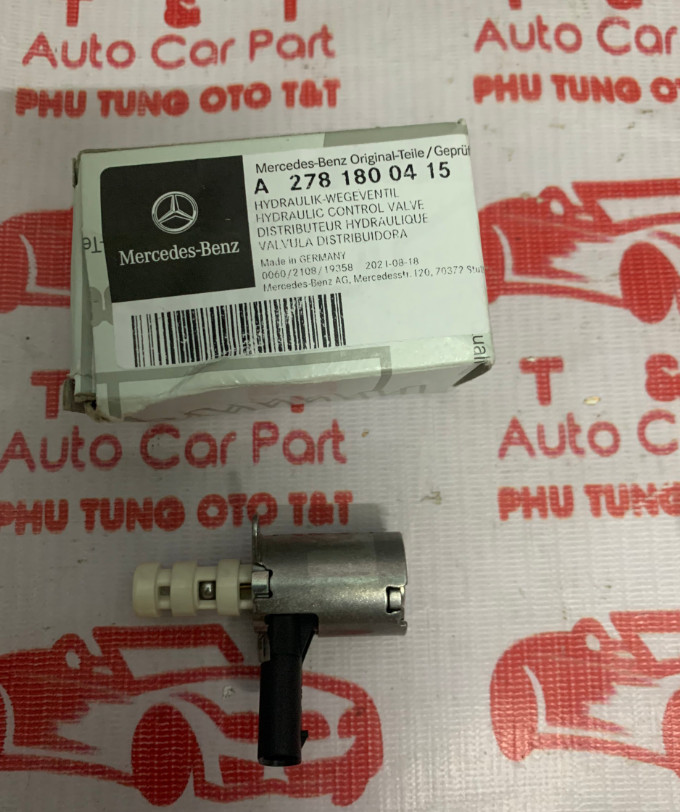 T & T
Auto Car Part
PHU TUNG OTO T&T
T &
Auto Car
PHU TUNG O
Mercedes-Benz Original-Teile / Geprüf
A 278 180 04 15
HYDRAULIK-WEGEVENTIL
HYDRAULIC CONTROL VALVE
DISTRIBUTEUR HYDRAULIQUE
VALVULA DISTRIBUIDORA
Made in GERMANY
0060/2108/19358 2021-08-18
Mercedes-Benz AG, Mercedesstr. 120, 70372 Stut
Mercedes-Benz
T &
Auto Car Part
PHU TUNG OTO T&T
T &
Auto C
PHU TUNG